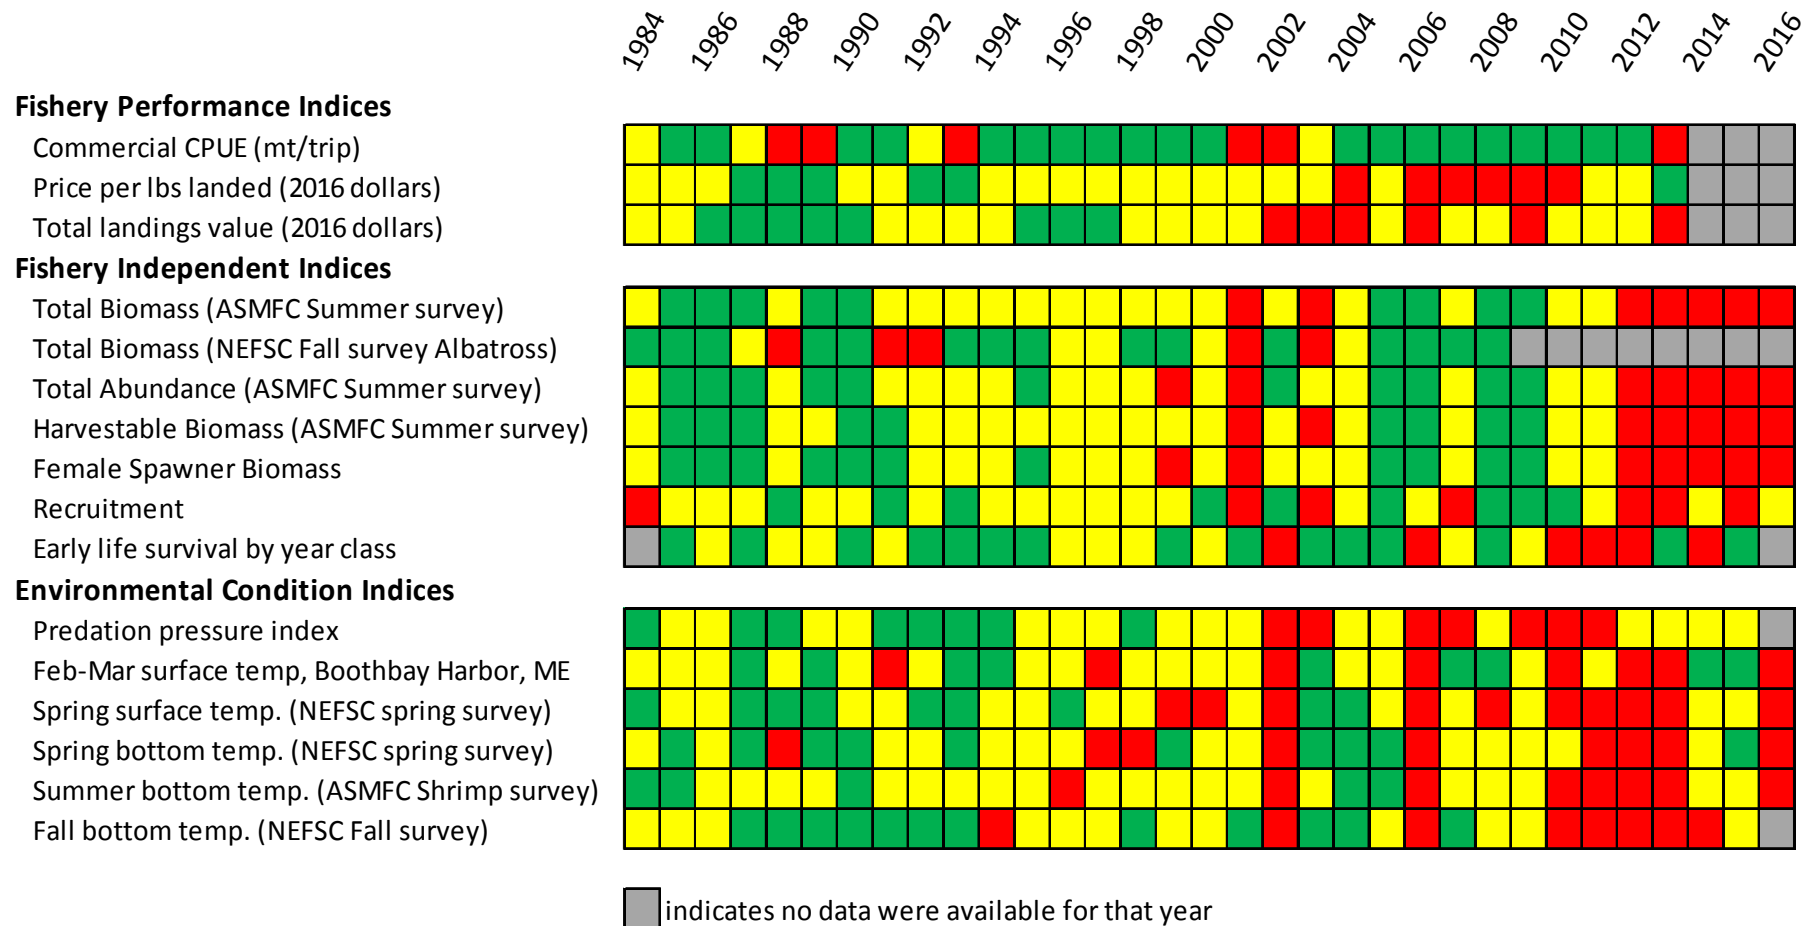 1984 1986 1988 1990 1992 1994 1996 1998 2000 2002 2004 2006 2008 2010 2012 2014 2016
Fishery Performance Indices
Commercial CPUE (mt/trip)
Price per lbs landed (2016 dollars)
Total landings value (2016 dollars)
Fishery Independent Indices
Total Biomass (ASMFC Summer survey)
Total Biomass (NEFSC Fall survey Albatross)
Total Abundance (ASMFC Summer survey)
Harvestable Biomass (ASMFC Summer survey)
Female Spawner Biomass
Recruitment
Early life survival by year class
Environmental Condition Indices
Predation pressure index
Feb-Mar surface temp, Boothbay Harbor, ME
Spring surface temp. (NEFSC spring survey)
Spring bottom temp. (NEFSC spring survey)
Summer bottom temp. (ASMFC Shrimp survey)
Fall bottom temp. (NEFSC Fall survey)
indicates no data were available for that year